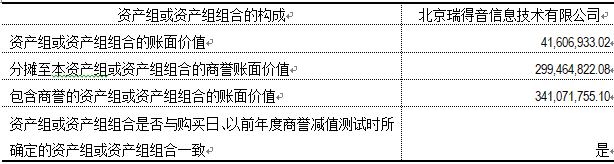 资产组或资产组组合的构成 北京瑞得音信息技术有限公司
资产组或资产组组合的账面价值 41,606,933.02
分摊至本资产组或资产组组合的商誉账面价值 299,464,822.08
包含商誉的资产组或资产组组合的账面价值 341,071,755.10
资产组或资产组组合是否与购买日、以前年度商誉减值测试时所
确定的资产组或资产组组合一致 是